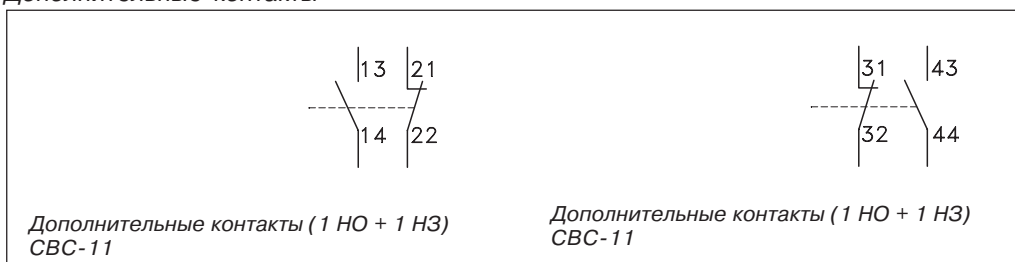 Дополнительные контакты
13 21
14 22
31 43
32 44
Дополнительные контакты (1 НО + 1 НЗ)
СВС-11
Дополнительные контакты (1 НО + 1 НЗ)
СВС-11